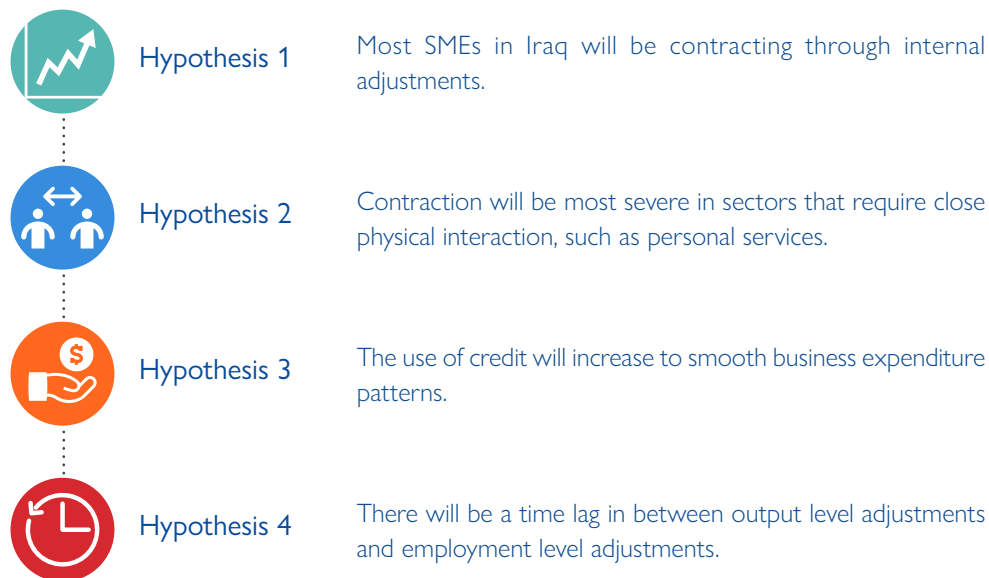 Hypothesis 1
Most SMEs in Iraq will be contracting through internal
adjustments.
Hypothesis 2
Contraction will be most severe in sectors that require close
physical interaction, such as personal services.
$
Hypothesis 3
The use of credit will increase to smooth business expenditure
patterns.
Hypothesis 4
There will be a time lag in between output level adjustments
and employment level adjustments.